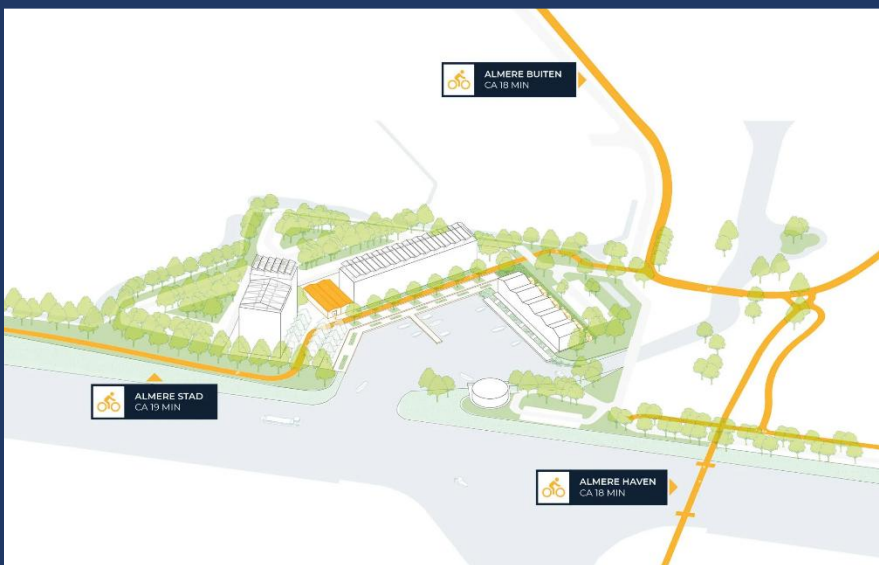 ALMERE BUITEN
CA 18 MIN
ALMERE STAD
CA 19 MIN
ALMERE HAVEN
CA 18 MIN